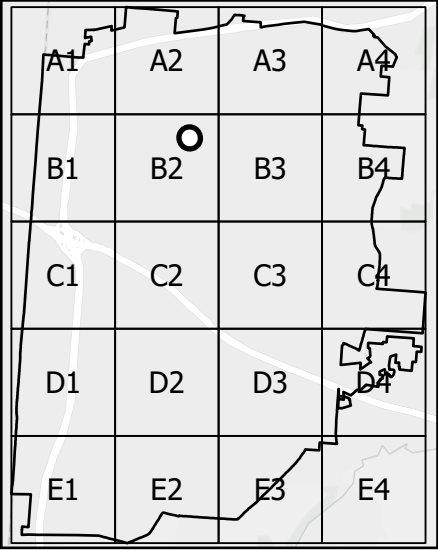 A1 A2 A3 A4
B1 B2 B3 B4
C1 C2 C3 C4
D1 D2 D3 D4
E1 E2 E3 E4